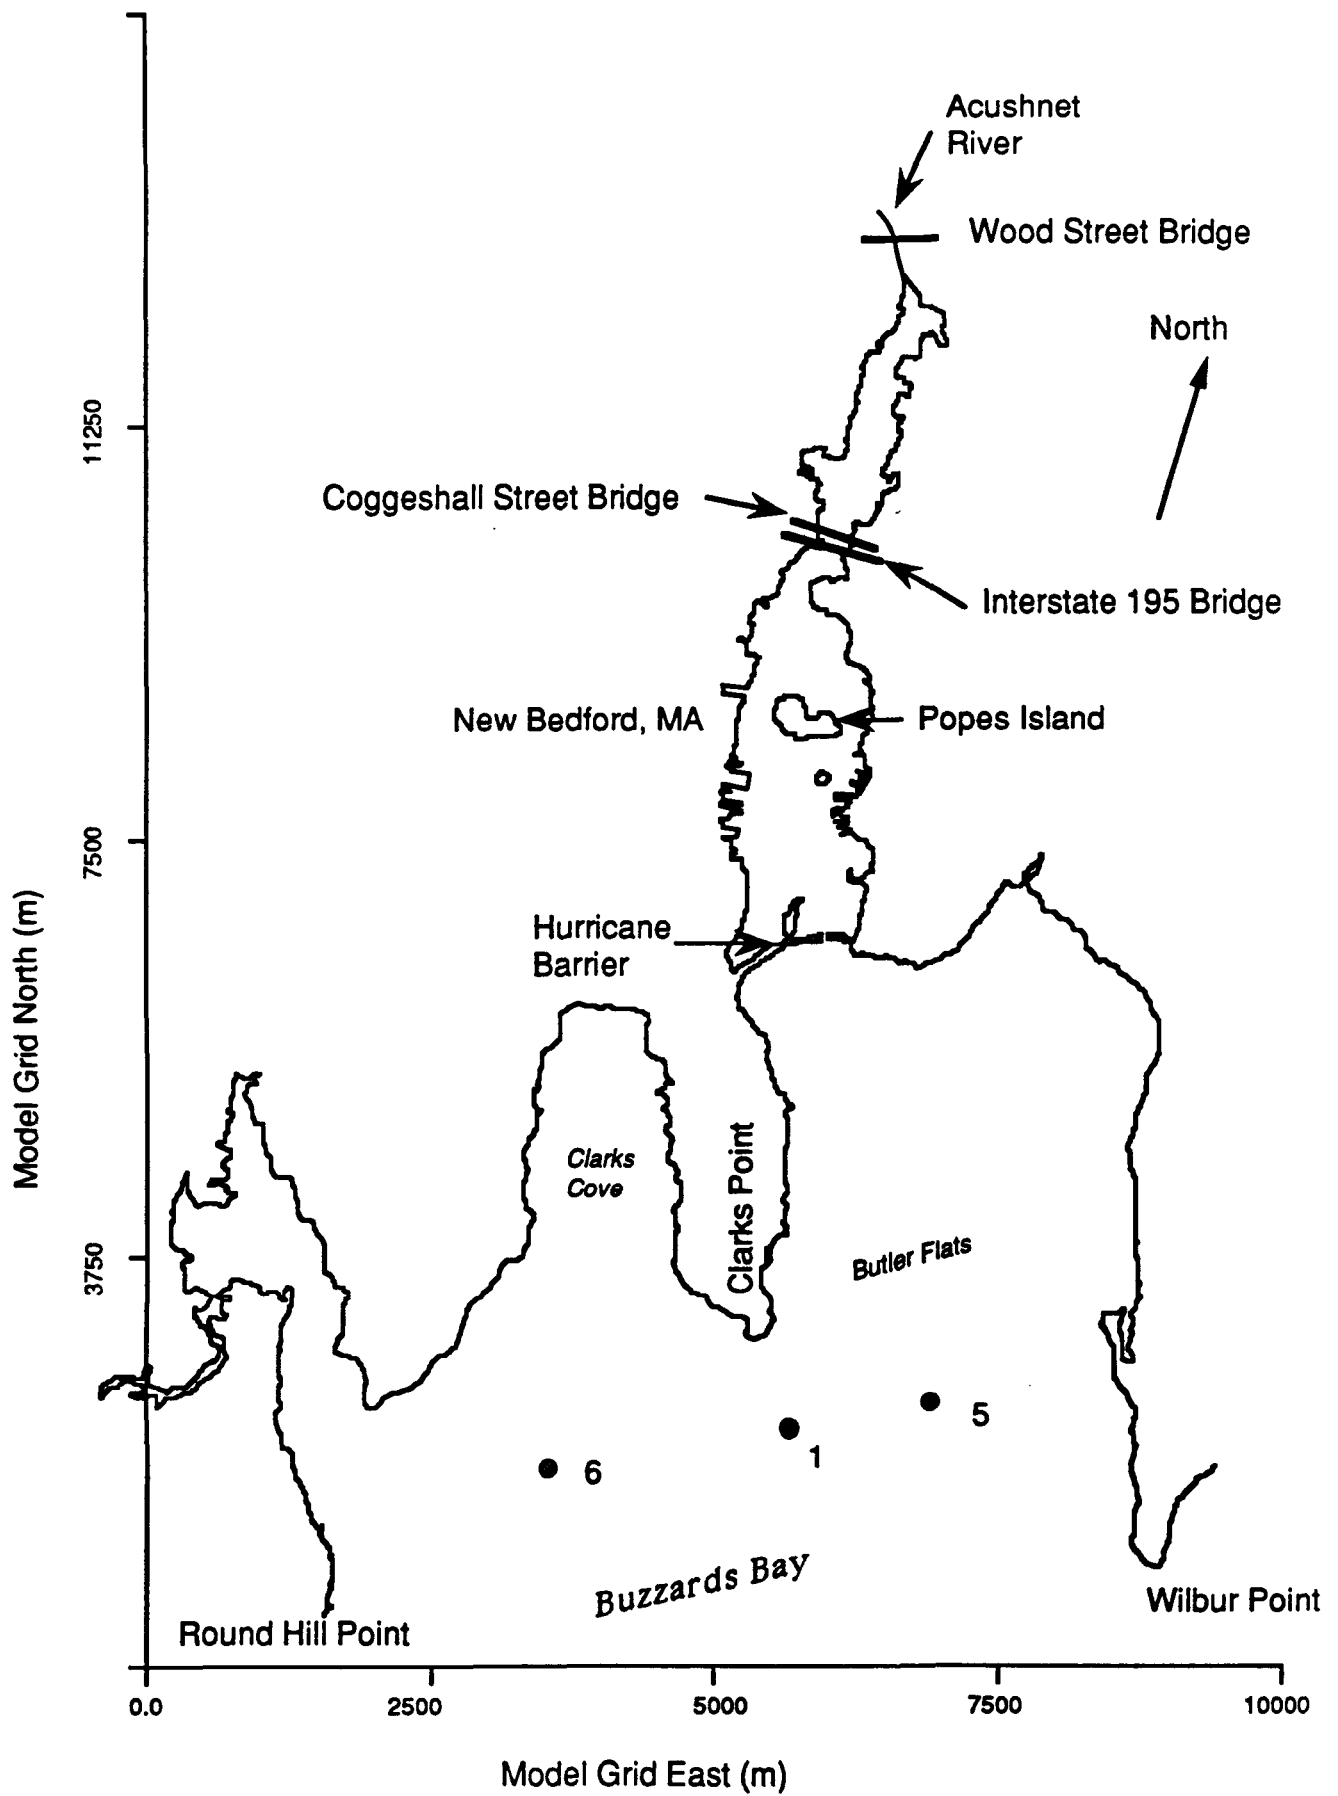 Acushnet
River
Wood Street Bridge
North
11250
Coggeshall Street Bridge
Interstate 195 Bridge
New Bedford, MA
Popes Island
7500
Hurricane
Barrier
Model Grid North (m)
Clarks
Cove
Clarks Point
Butler Flats
3750
5
1
6
Buzzards Bay
Wilbur Point
Round Hill Point
0.0
2500
5000
7500
10000
Model Grid East (m)